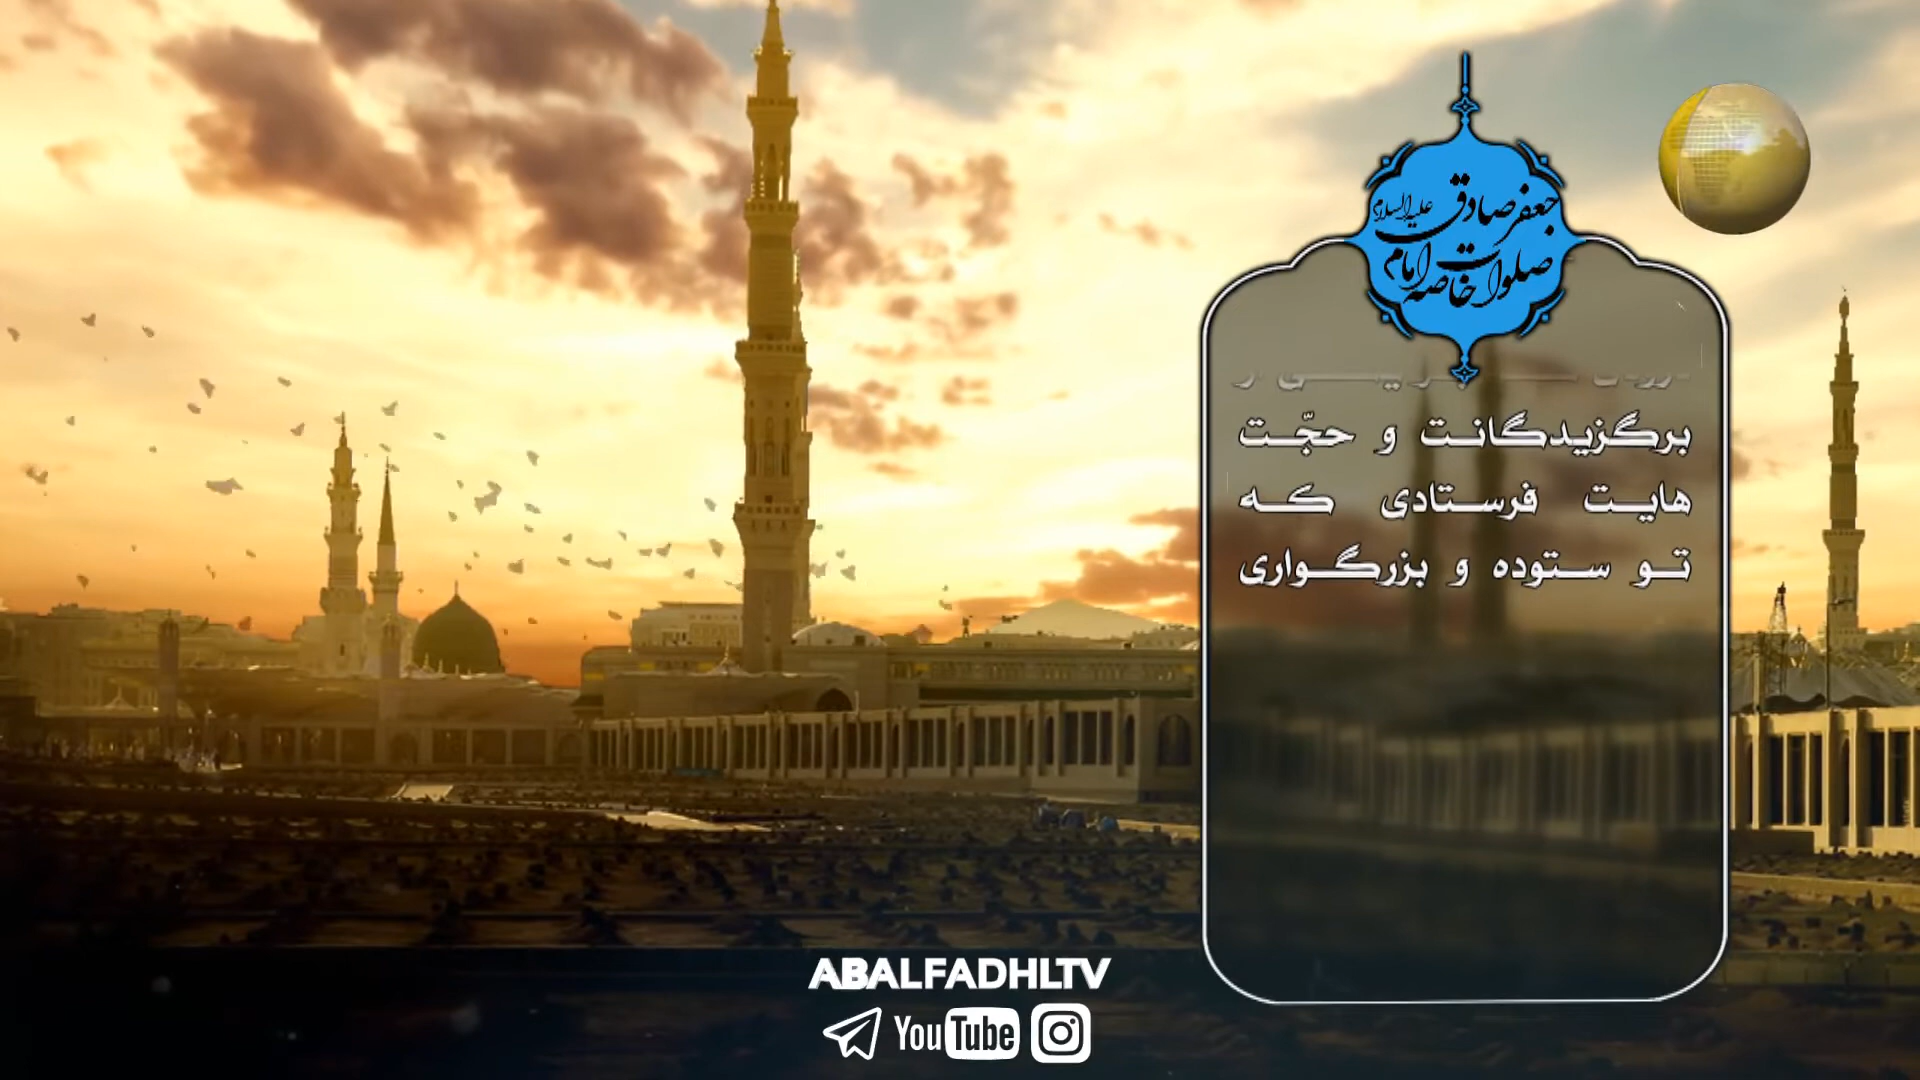 جعفر صادق علیه‌السلام
صلوات خاصه امام
برگزیدگانت و حجّت
هایت فرستادی که
تو ستوده و بزرگواری
ABALFADHLTV
YouTube